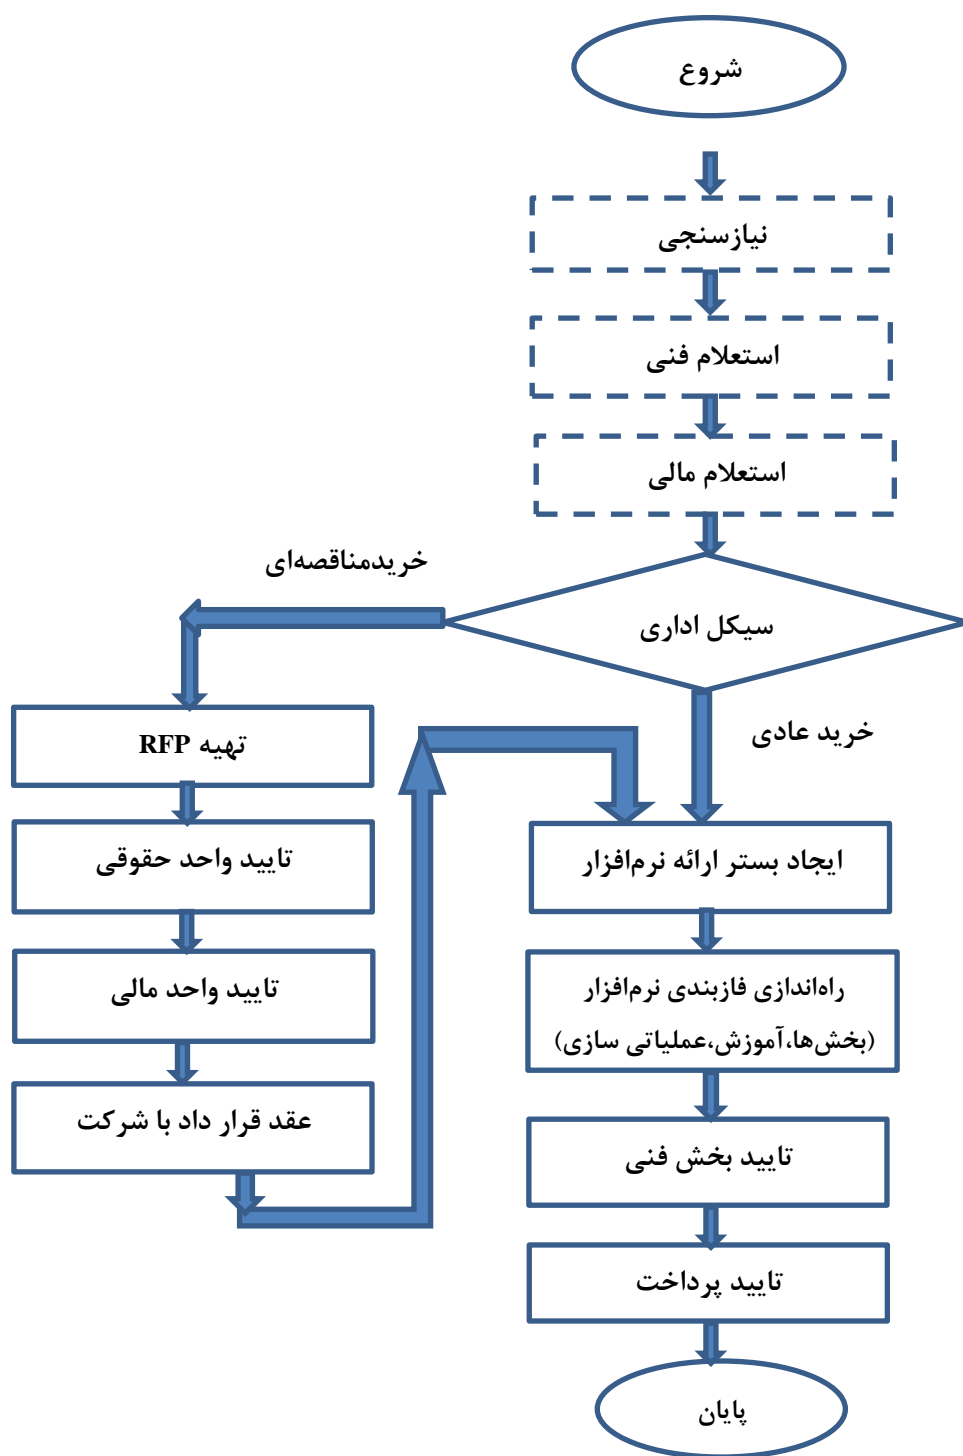 شروع
نیازسنجی
استعلام فنی
استعلام مالی
سیکل اداری
خریدمناقصه‌ای
تهیه RFP
تایید واحد حقوقی
تایید واحد مالی
عقد قرار داد با شرکت
خرید عادی
ایجاد بستر ارائه نرم‌افزار
راه‌اندازی فازبندی نرم‌افزار
(بخش‌ها،آموزش،عملیاتی سازی)
تایید بخش فنی
تایید پرداخت
پایان